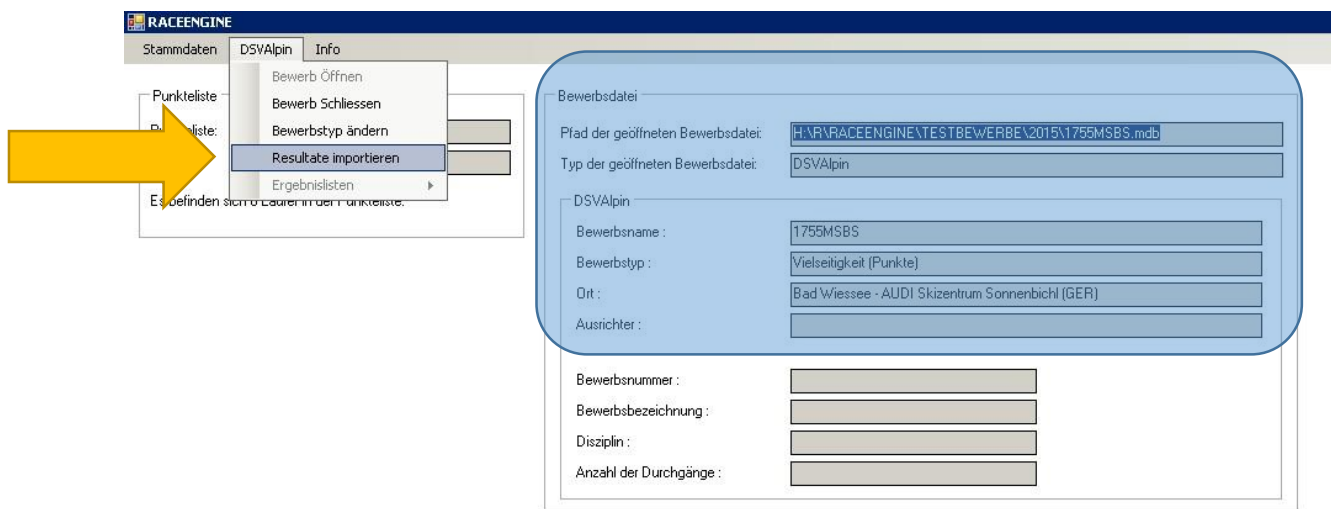 RACEENGINE
Stammdaten DSVAlpin Info
Bewerb Öffnen
Bewerb Schliessen
Bewerbstyp ändern
Resultate importieren
Ergebnislisten
Punkteliste
Es befinden sich 0 Läufer in der Punkteliste.
Bewerbsdatei
Pfad der geöffneten Bewerbsdatei: H:\R\RACEENGINE\TESTBEWERBE\2015\1755MSBS.mdb
Typ der geöffneten Bewerbsdatei: DSVAlpin
DSVAlpin
Bewerbsname : 1755MSBS
Bewerbstyp : Vielseitigkeit (Punkte)
Ort : Bad Wiessee - AUDI Skizentrum Sonnenbichl (GER)
Ausrichter :
Bewerbsnummer :
Bewerbsbezeichnung :
Disziplin :
Anzahl der Durchgänge :